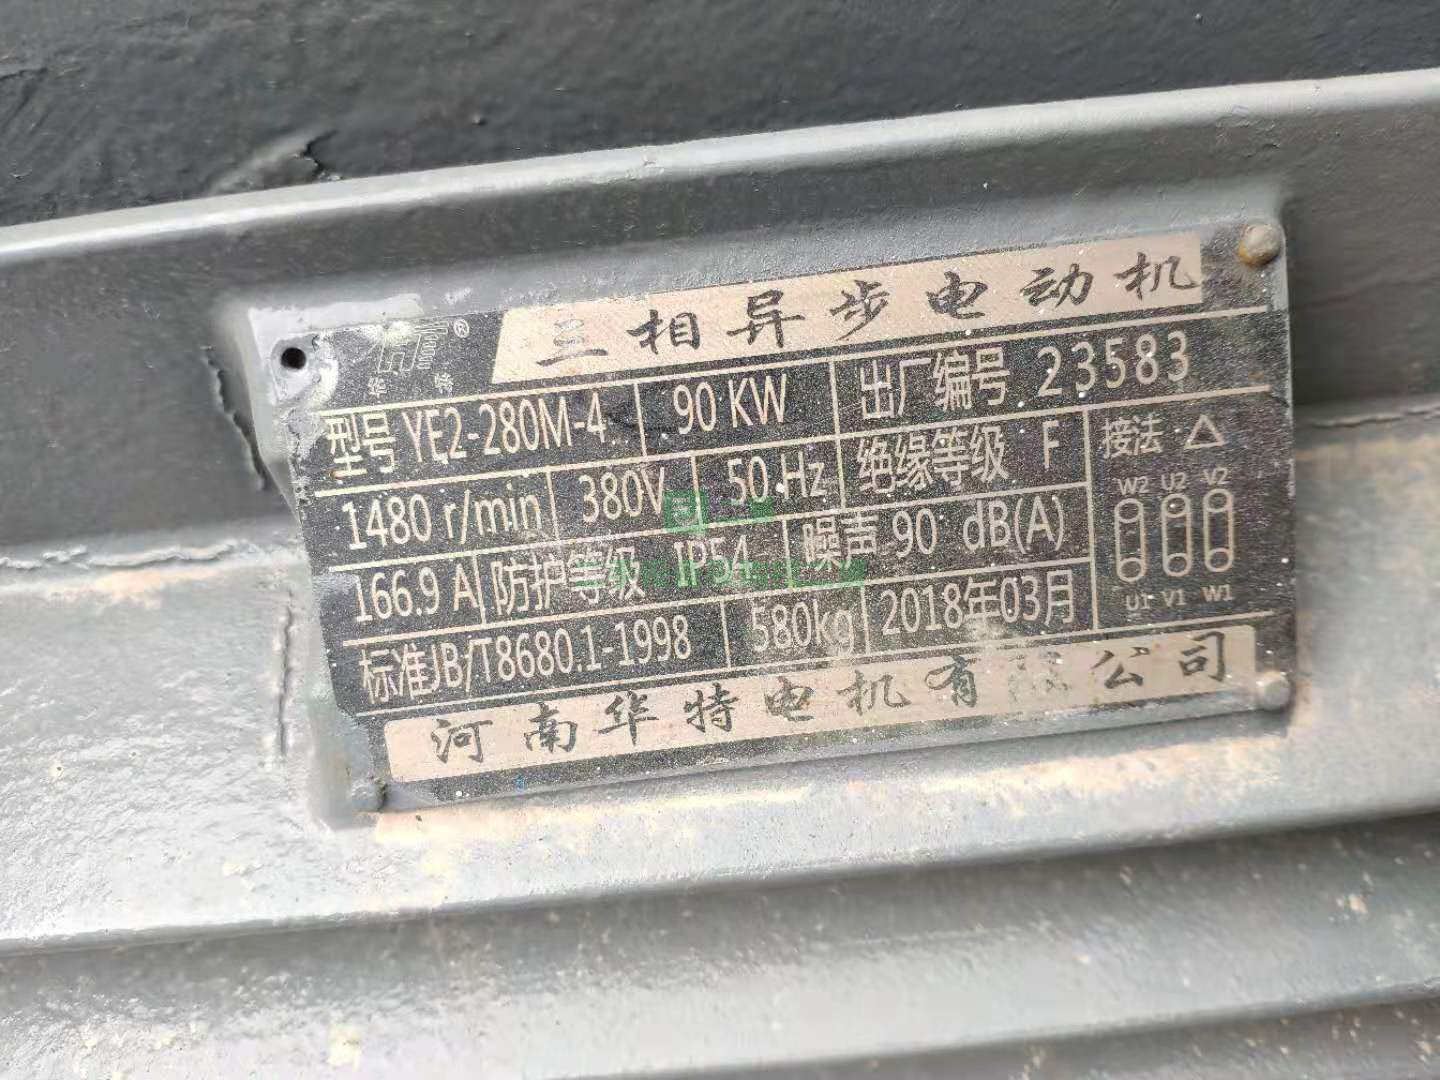 华 特 ®
三相异步电动机
型号 YE2-280M-4 90 KW 出厂编号 23583
1480 r/min 380V 50 Hz 绝缘等级 F 接法 △
W2 U2 V2
166.9 A 防护等级 IP54 噪声 90 dB(A)
U1 V1 W1
标准JB/T8680.1-1998 580kg 2018年03月
河南华特电机有限公司